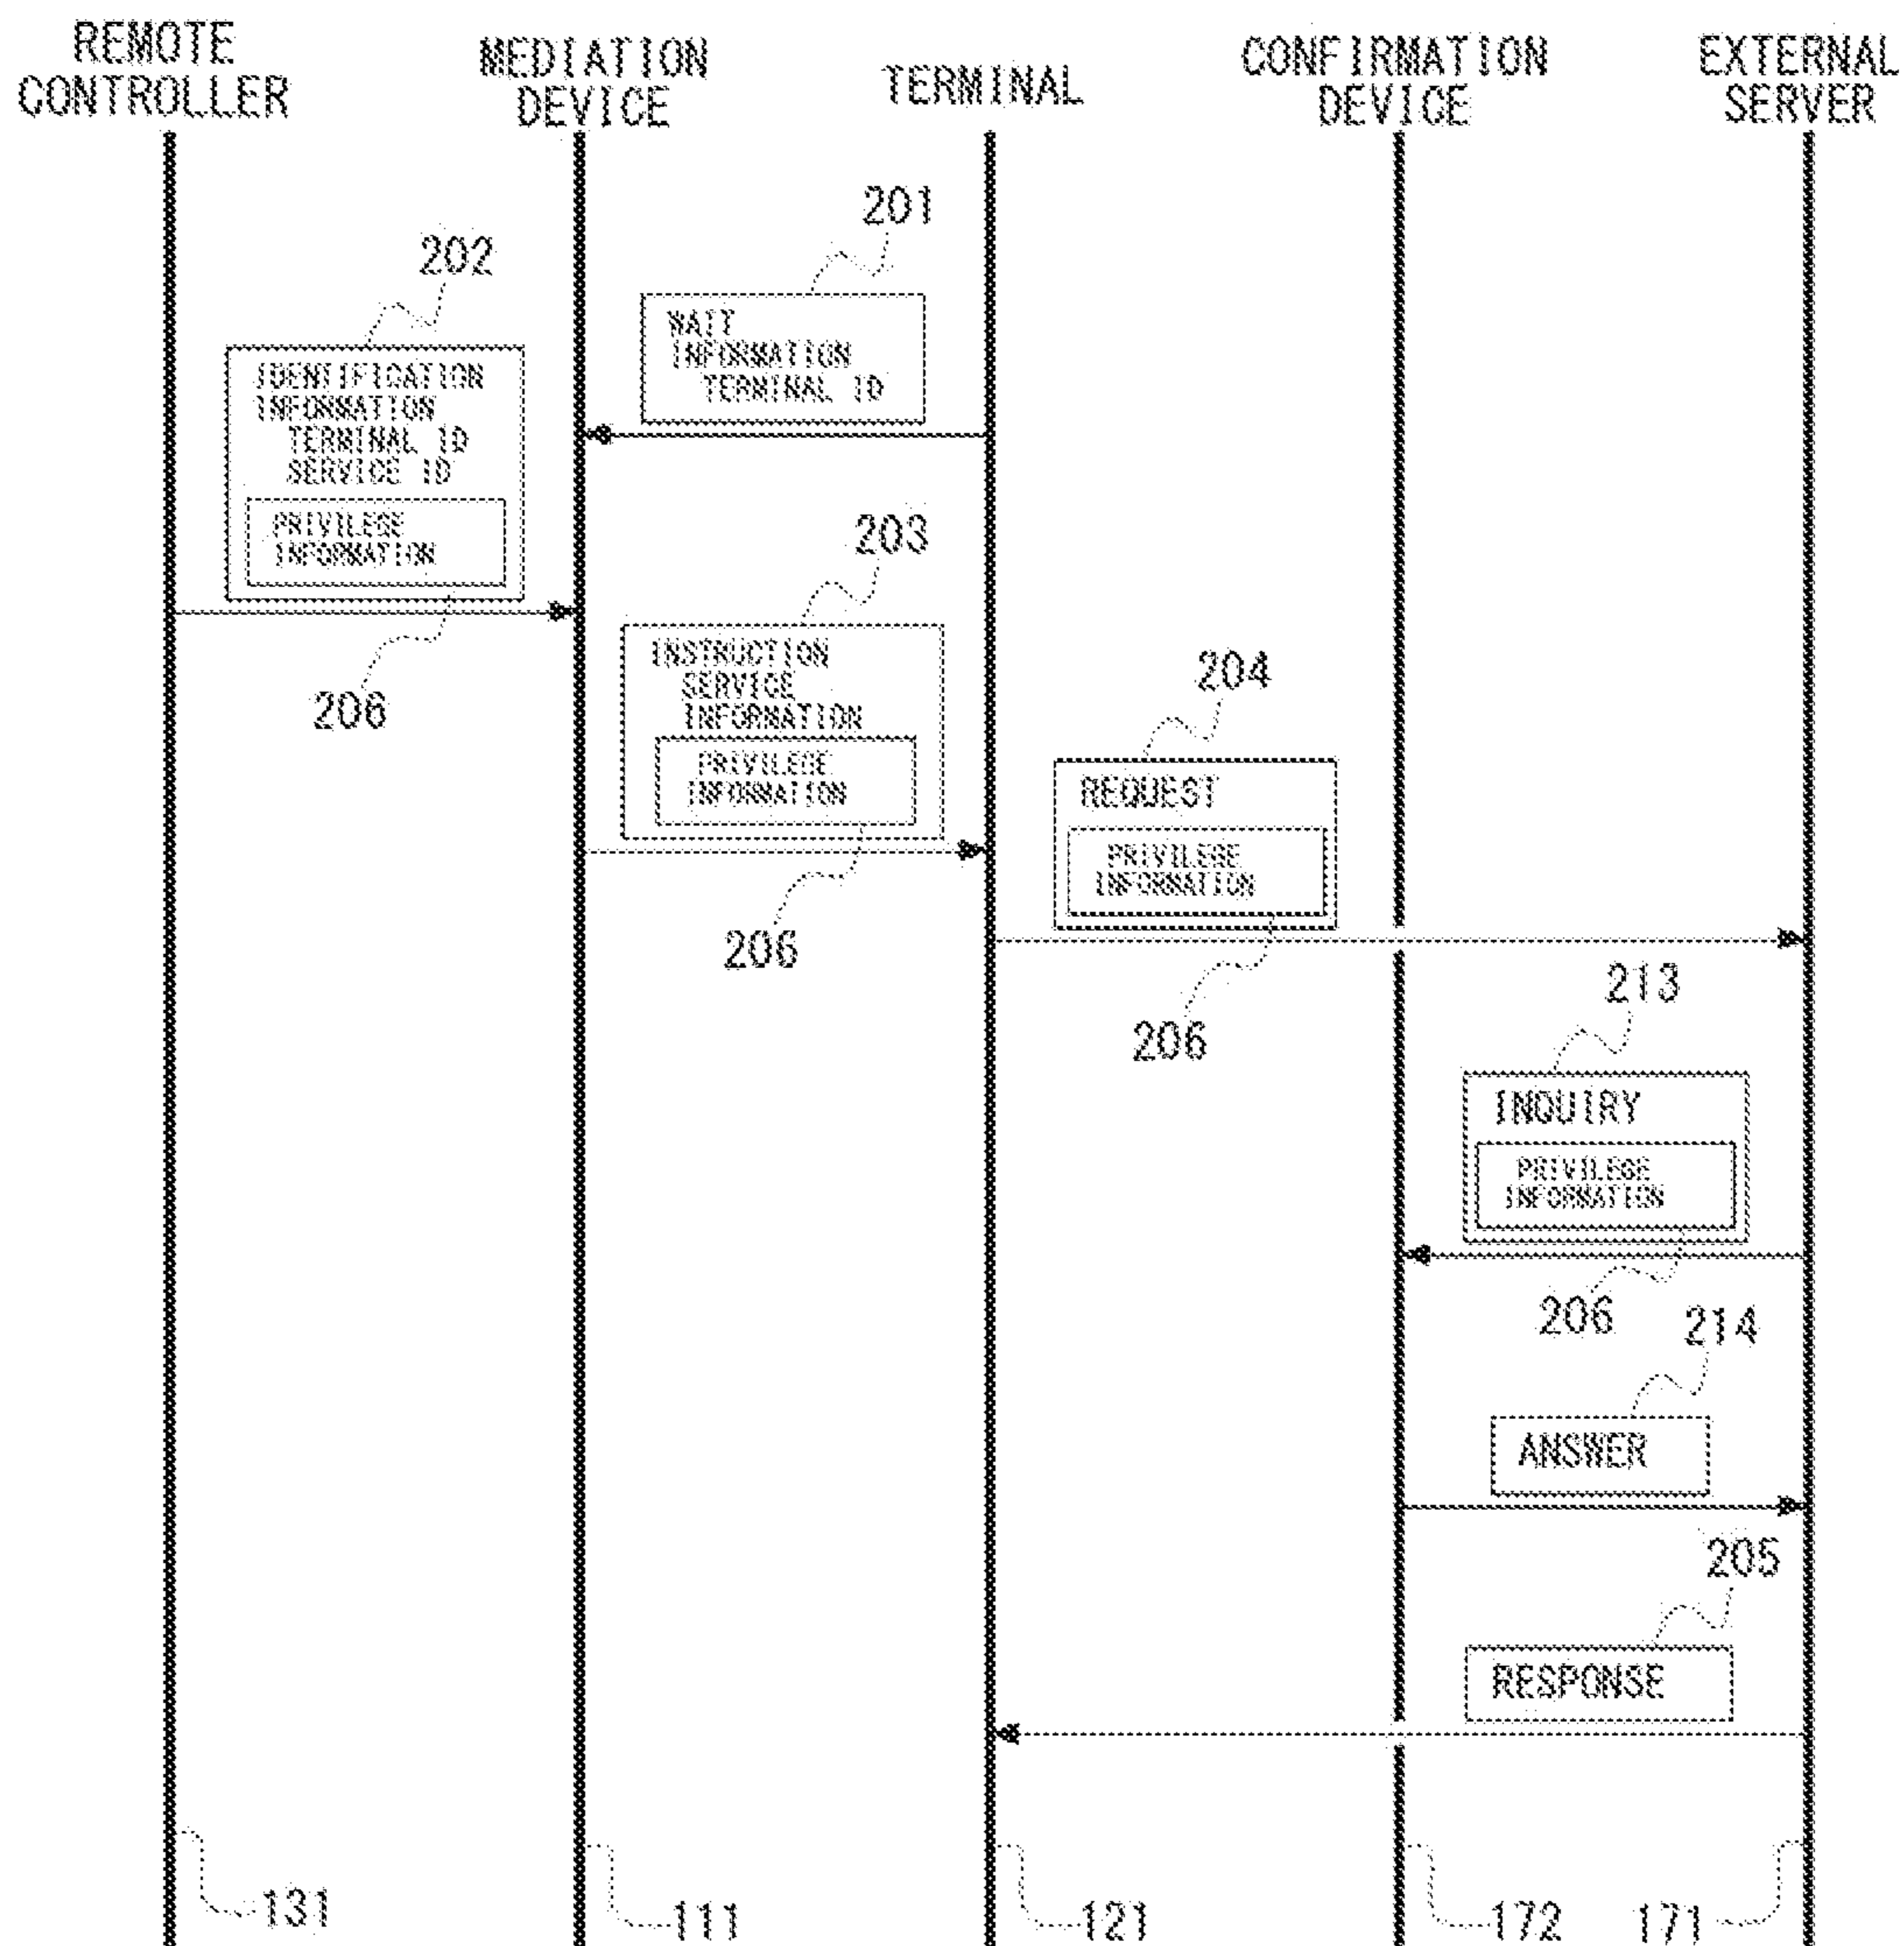 REMOTE
CONTROLLER
MEDIATION
DEVICE
TERMINAL
CONFIRMATION
DEVICE
EXTERNAL
SERVER
201
202
WAIT
INFORMATION
TERMINAL ID
IDENTIFICATION
INFORMATION
TERMINAL ID
SERVICE ID
PRIVILEGE
INFORMATION
206
203
INSTRUCTION
SERVICE
INFORMATION
PRIVILEGE
INFORMATION
206
204
REQUEST
PRIVILEGE
INFORMATION
206
213
INQUIRY
PRIVILEGE
INFORMATION
206
214
ANSWER
205
RESPONSE
131
111
121
172
171